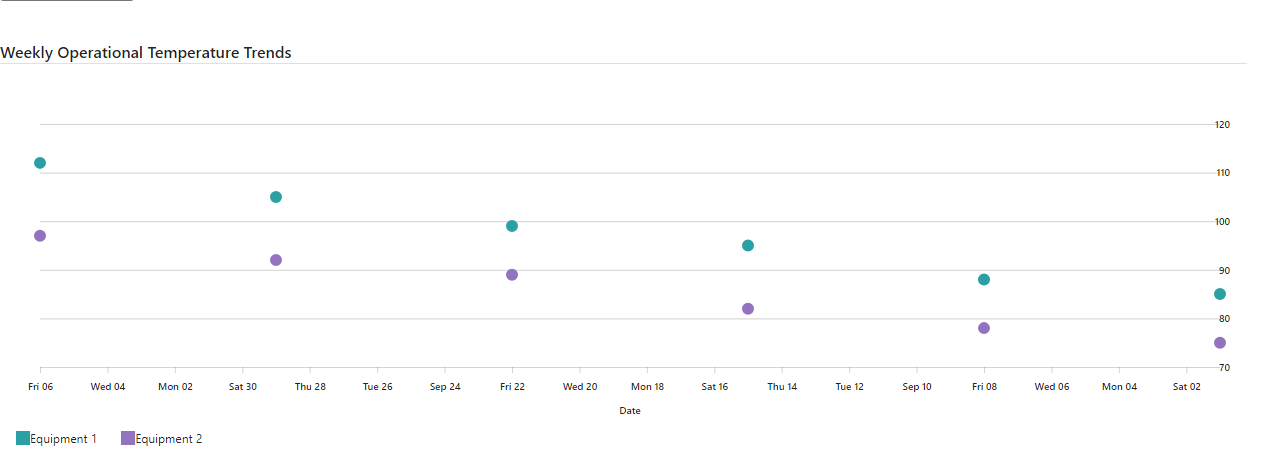 Weekly Operational Temperature Trends
120
110
100
90
80
70
Fri 06 Wed 04 Mon 02 Sat 30 Thu 28 Tue 26 Sep 24 Fri 22 Wed 20 Mon 18 Sat 16 Thu 14 Tue 12 Sep 10 Fri 08 Wed 06 Mon 04 Sat 02
Date
Equipment 1 Equipment 2